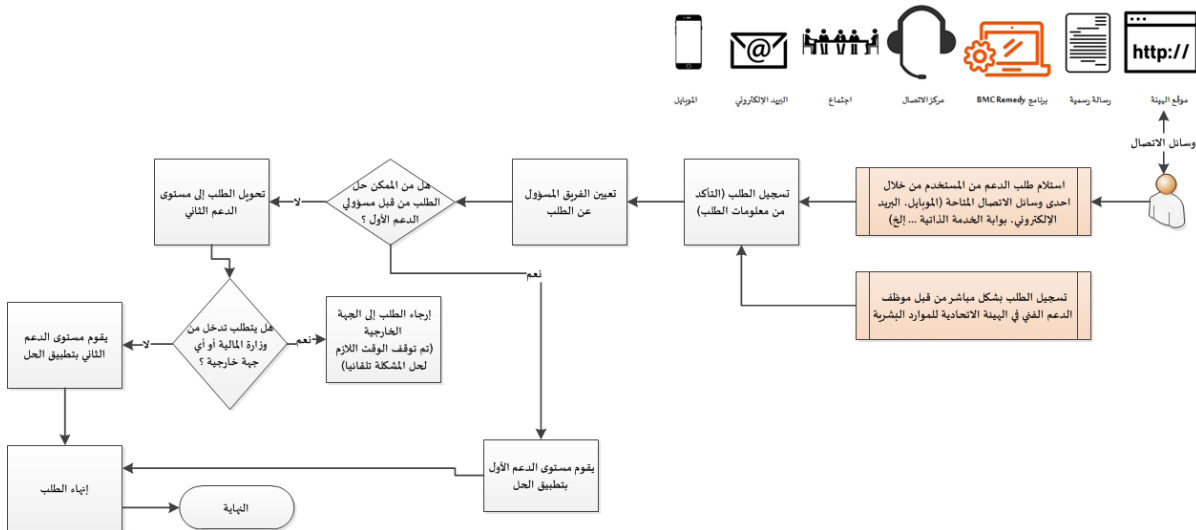 http://
@
موقع الهيئة
رسالة رسمية
برنامج BMC Remedy
مركز الاتصال
اجتماع
البريد الإلكتروني
الموبايل
وسائل الاتصال
استلام طلب الدعم من المستخدم من خلال
احدى وسائل الاتصال المتاحة (الموبايل، البريد
الإلكتروني، بوابة الخدمة الذاتية ... إلخ)
تسجيل الطلب (التأكد
من معلومات الطلب)
تعيين الفريق المسؤول
عن الطلب
هل من الممكن حل
الطلب من قبل مسؤولي
الدعم الأول ؟
لا
تحويل الطلب إلى مستوى
الدعم الثاني
نعم
تسجيل الطلب بشكل مباشر من قبل موظف
الدعم الفني في الهيئة الاتحادية للموارد البشرية
إرجاء الطلب إلى الجهة
الخارجية
(تم توقف الوقت اللازم
لحل المشكلة تلقائيا)
نعم
هل يتطلب تدخل من
وزارة المالية أو أي
جهة خارجية ؟
لا
يقوم مستوى الدعم
الثاني بتطبيق الحل
يقوم مستوى الدعم الأول
بتطبيق الحل
إنهاء الطلب
النهاية